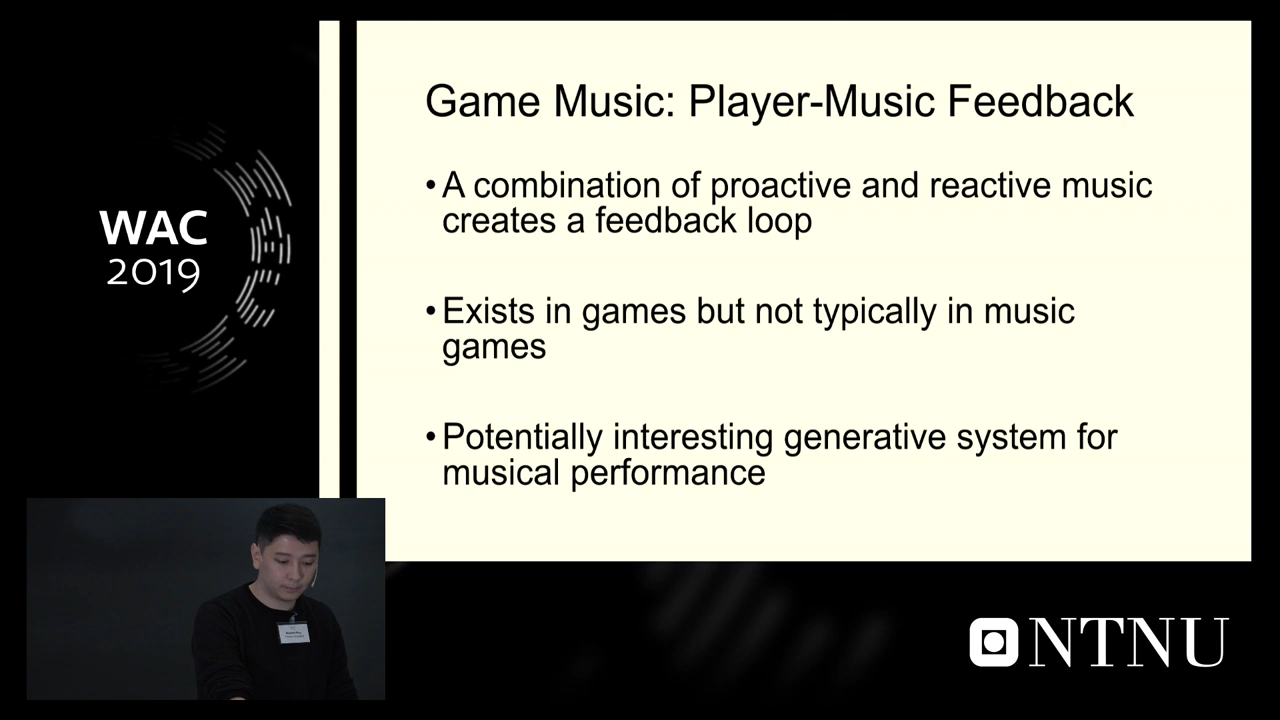 WAC
2019
Game Music: Player-Music Feedback
•A combination of proactive and reactive music
creates a feedback loop
•Exists in games but not typically in music
games
•Potentially interesting generative system for
musical performance
NTNU